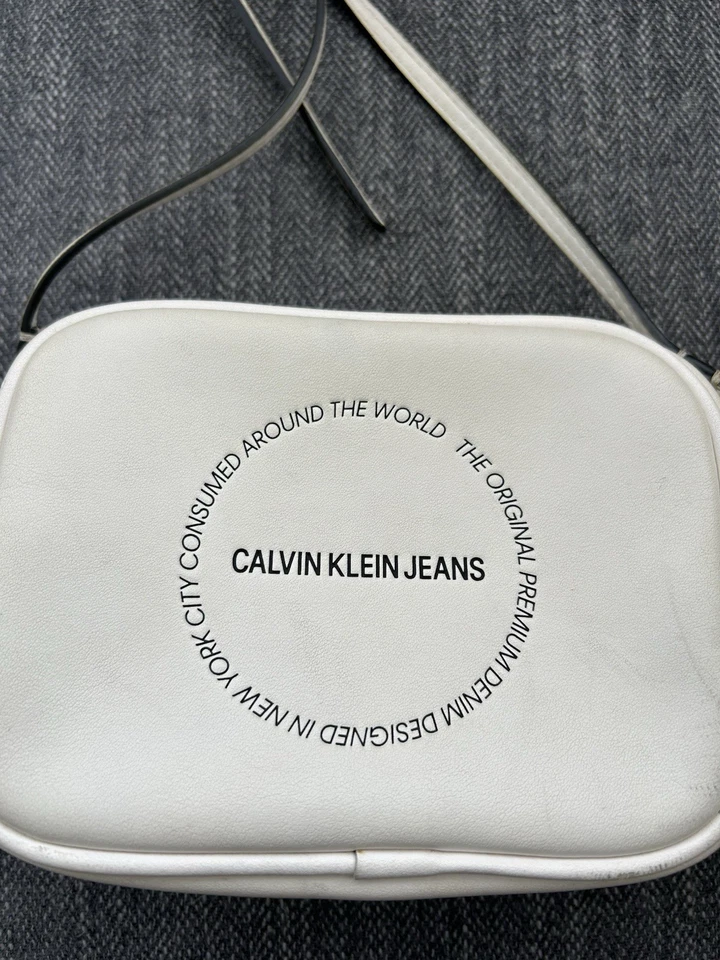 THE ORIGINAL PREMIUM DENIM DESIGNED IN NEW YORK CITY CONSUMED AROUND THE WORLD
CALVIN KLEIN JEANS